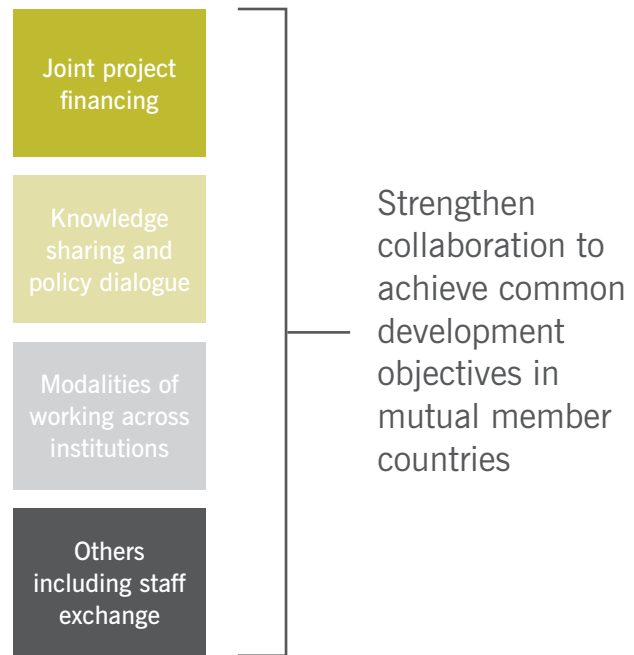 Joint project
financing
Knowledge
sharing and
policy dialogue
Modalities of
working across
institutions
Others
including staff
exchange
Strengthen
collaboration to
achieve common
development
objectives in
mutual member
countries